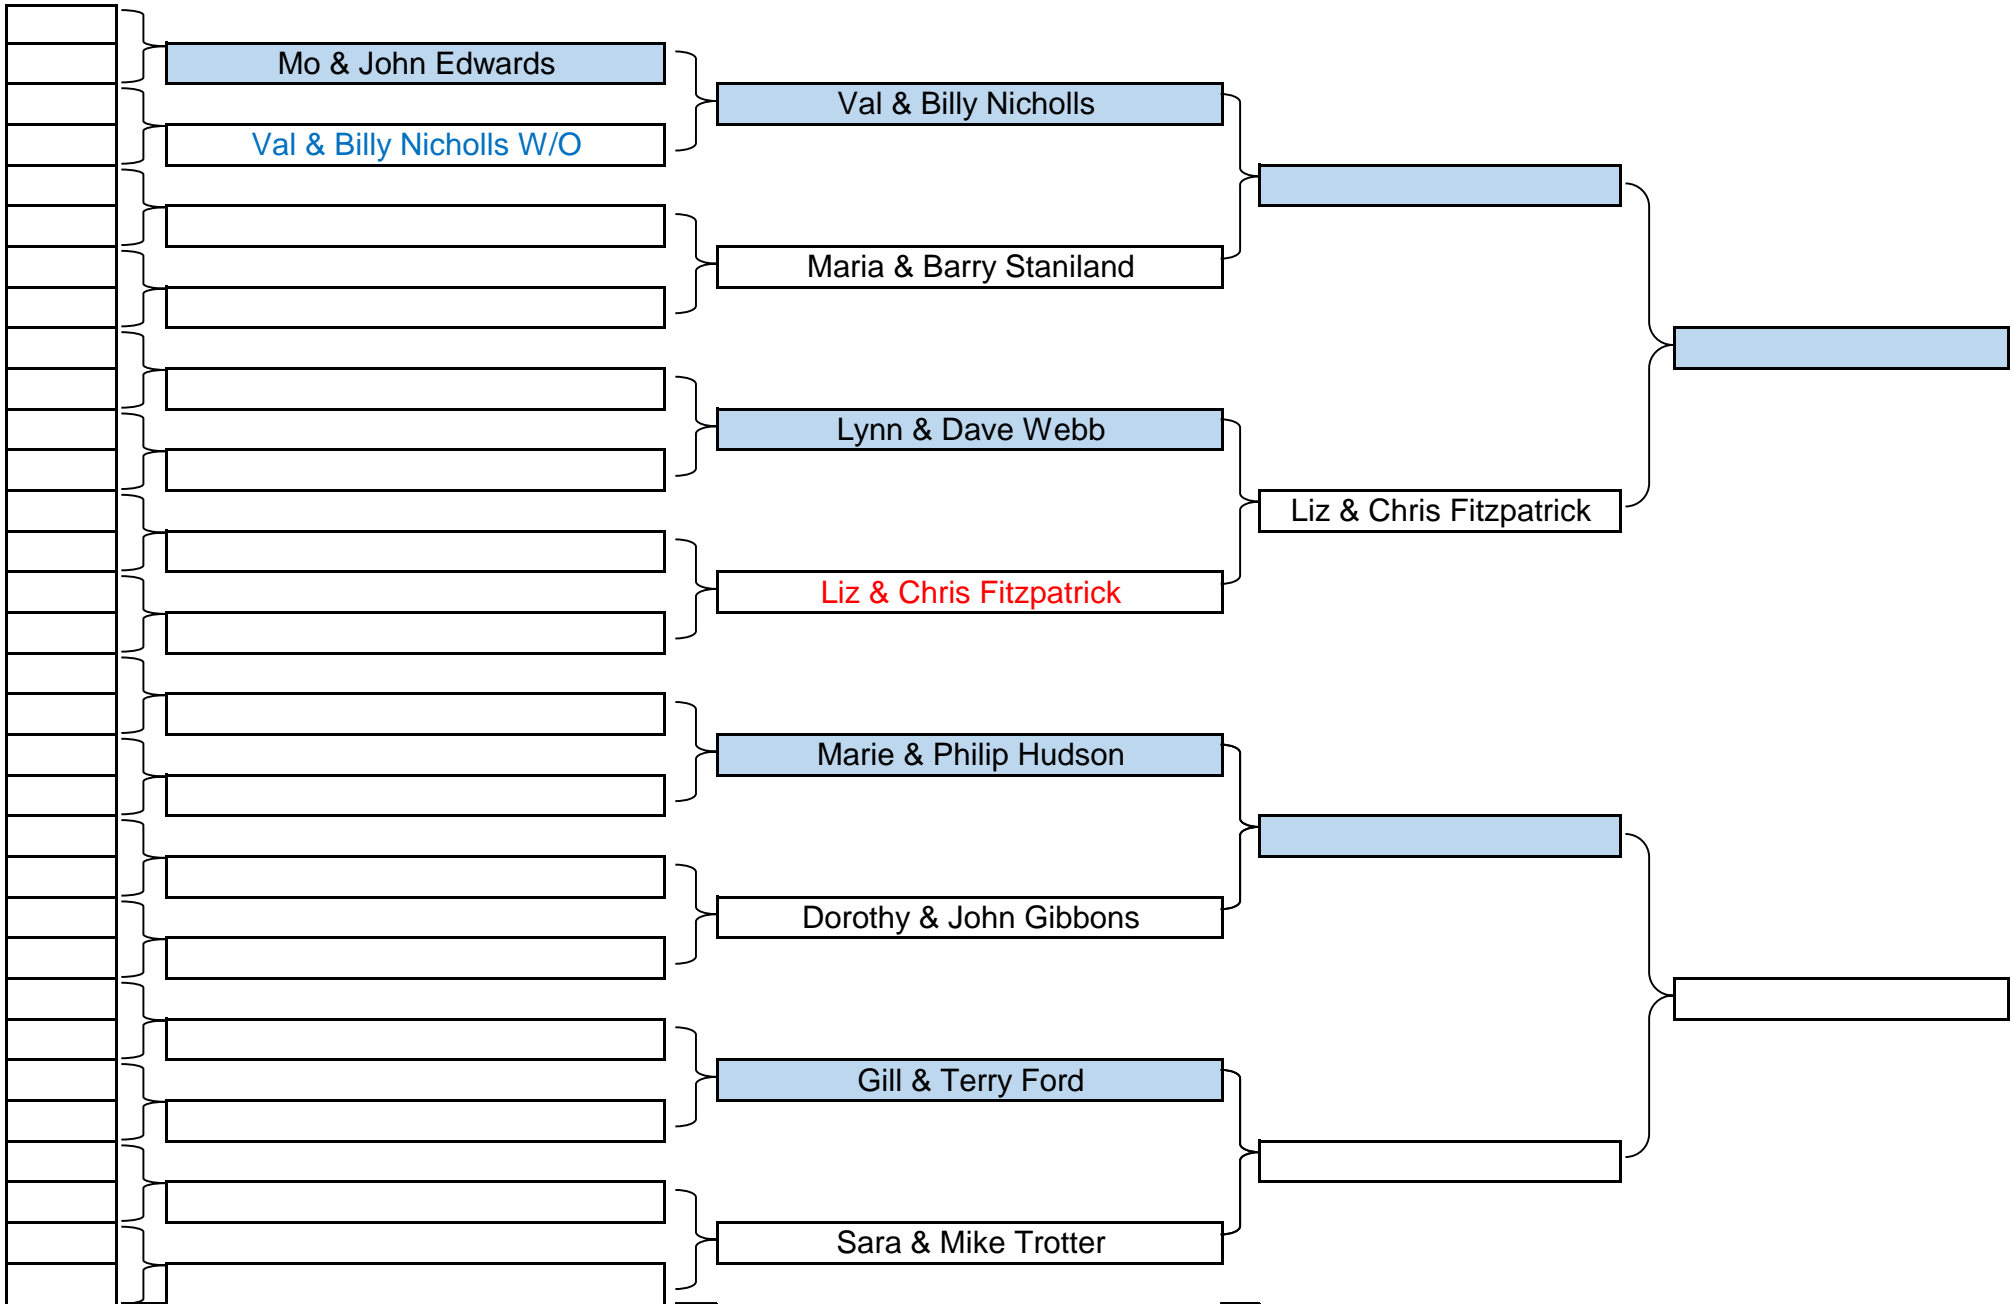 Mo & John Edwards
Val & Billy Nicholls
Val & Billy Nicholls W/O
Maria & Barry Staniland
Lynn & Dave Webb
Liz & Chris Fitzpatrick
Liz & Chris Fitzpatrick
Marie & Philip Hudson
Dorothy & John Gibbons
Gill & Terry Ford
Sara & Mike Trotter